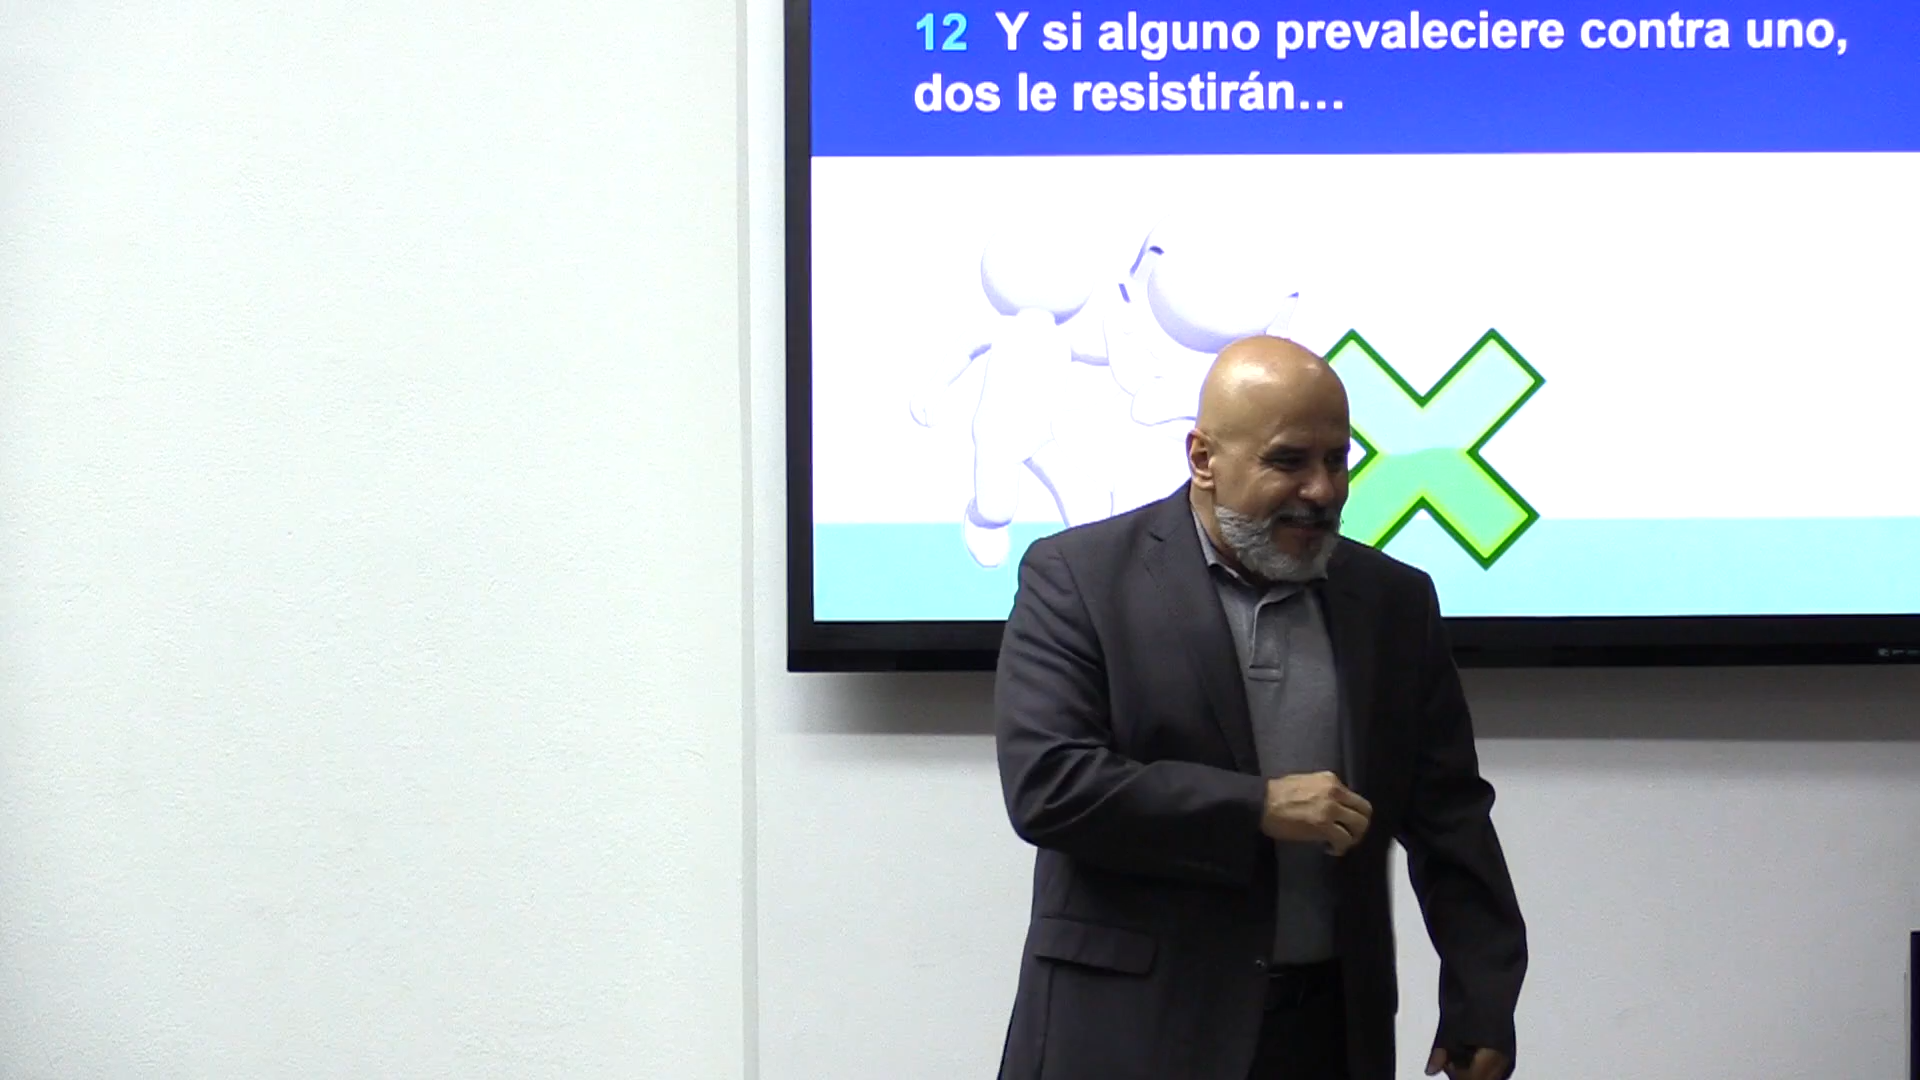 12 Y si alguno prevaleciere contra uno,
dos le resistirán…